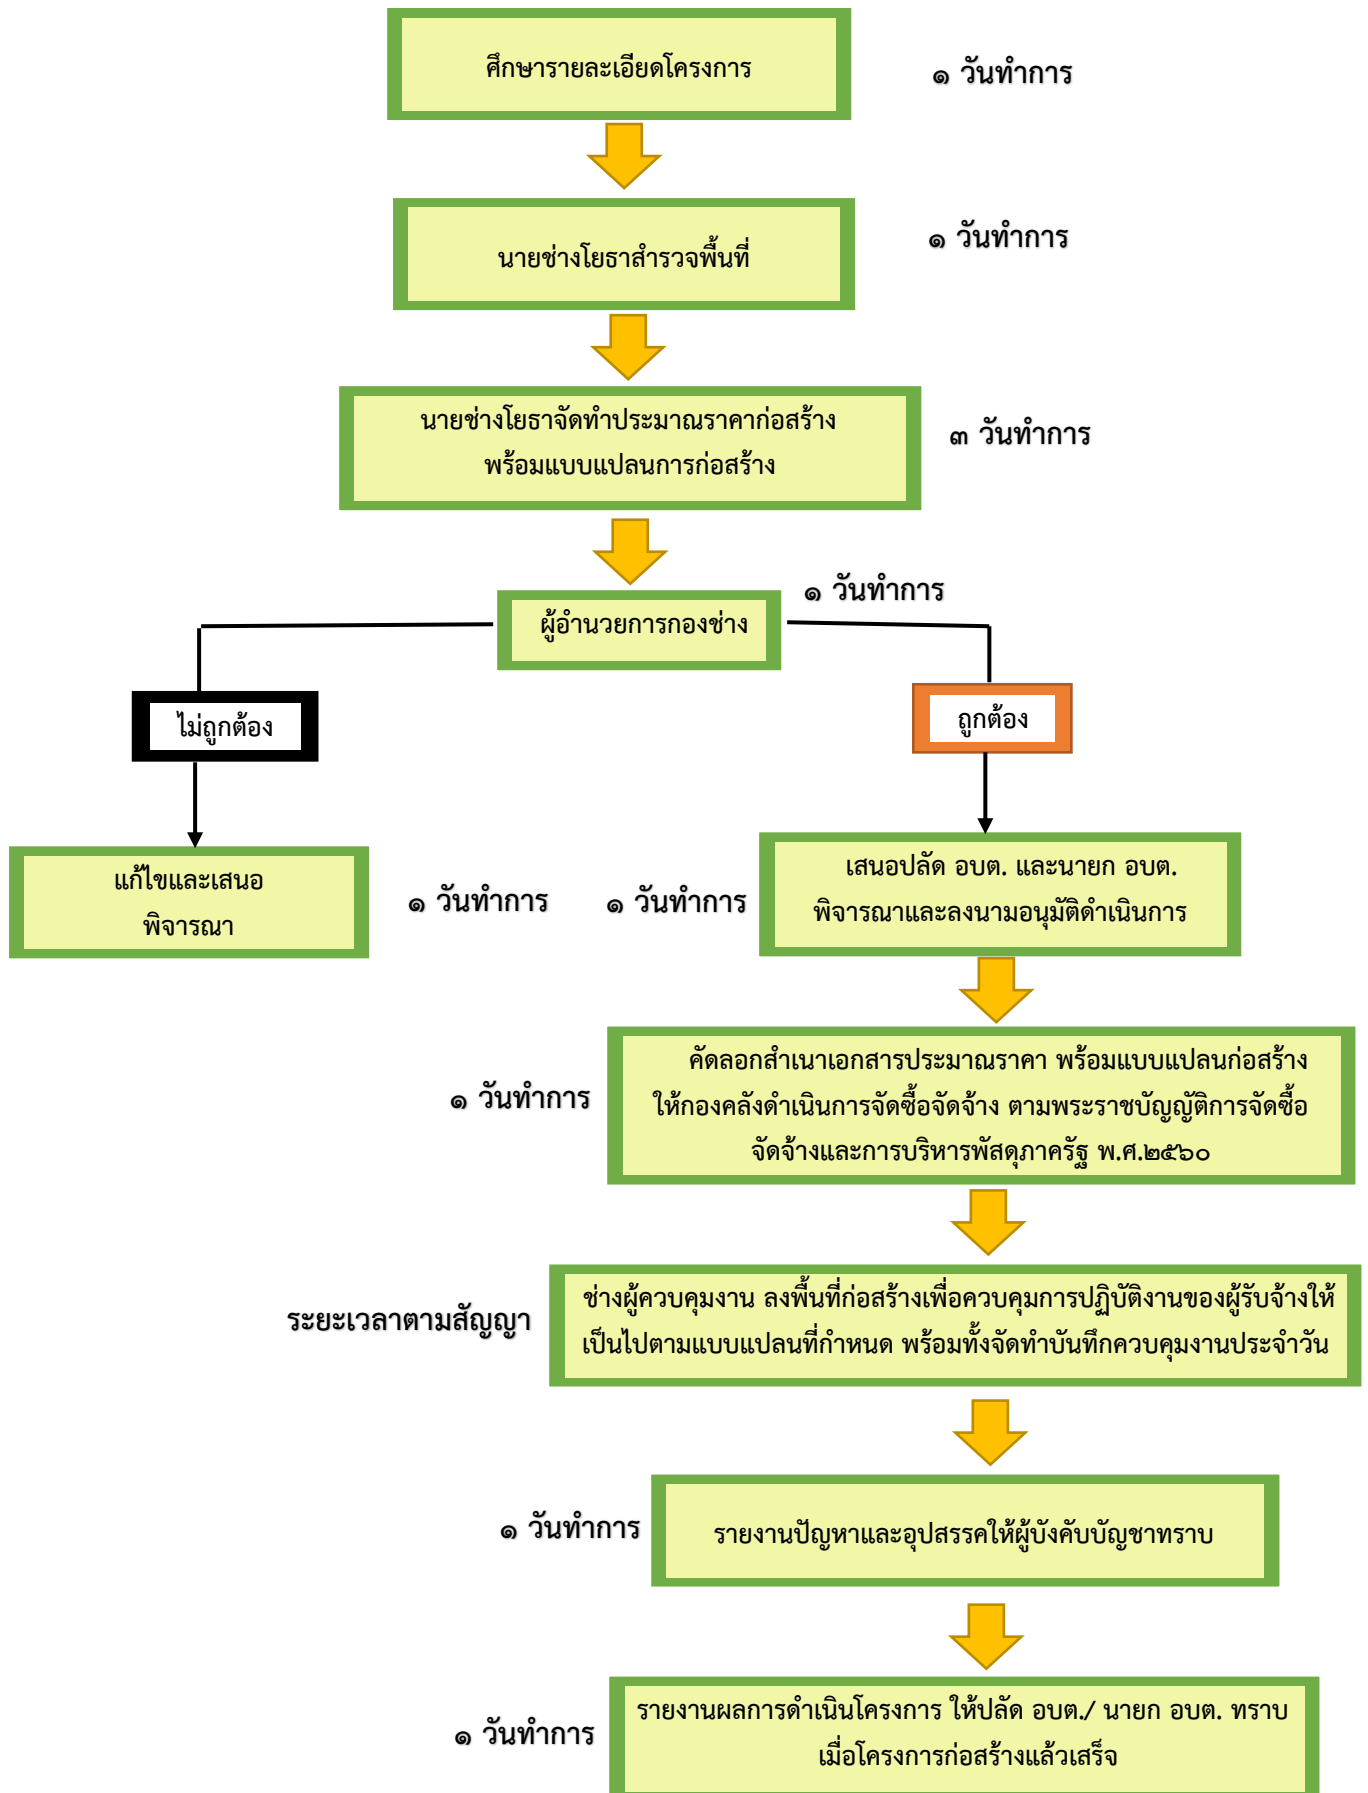 ศึกษารายละเอียดโครงการ
๑ วันทำการ
นายช่างโยธาสำรวจพื้นที่
๑ วันทำการ
นายช่างโยธาจัดทำประมาณราคาก่อสร้าง
พร้อมแบบแปลนการก่อสร้าง
๓ วันทำการ
ผู้อำนวยการกองช่าง
๑ วันทำการ
ไม่ถูกต้อง
ถูกต้อง
แก้ไขและเสนอ
พิจารณา
๑ วันทำการ
๑ วันทำการ
เสนอปลัด อบต. และนายก อบต.
พิจารณาและลงนามอนุมัติดำเนินการ
๑ วันทำการ
คัดลอกสำเนาเอกสารประมาณราคา พร้อมแบบแปลนก่อสร้าง
ให้กองคลังดำเนินการจัดซื้อจัดจ้าง ตามพระราชบัญญัติการจัดซื้อ
จัดจ้างและการบริหารพัสดุภาครัฐ พ.ศ.๒๕๖๐
ระยะเวลาตามสัญญา
ช่างผู้ควบคุมงาน ลงพื้นที่ก่อสร้างเพื่อควบคุมการปฏิบัติงานของผู้รับจ้างให้
เป็นไปตามแบบแปลนที่กำหนด พร้อมทั้งจัดทำบันทึกควบคุมงานประจำวัน
๑ วันทำการ
รายงานปัญหาและอุปสรรคให้ผู้บังคับบัญชาทราบ
๑ วันทำการ
รายงานผลการดำเนินโครงการ ให้ปลัด อบต./ นายก อบต. ทราบ
เมื่อโครงการก่อสร้างแล้วเสร็จ